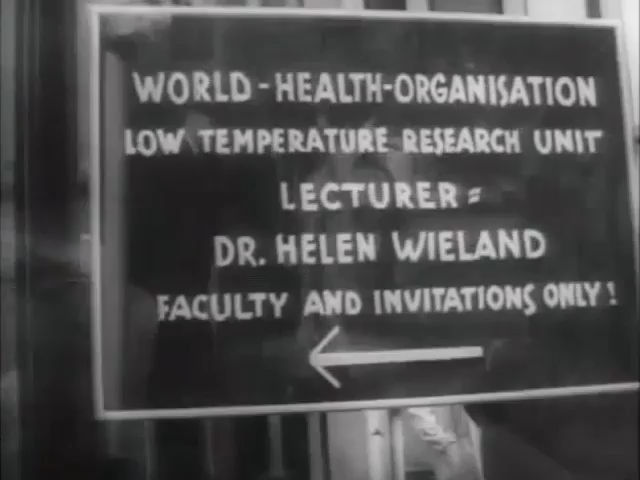 WORLD-HEALTH-ORGANISATION
LOW TEMPERATURE RESEARCH UNIT
LECTURER=
DR. HELEN WIELAND
FACULTY AND INVITATIONS ONLY!